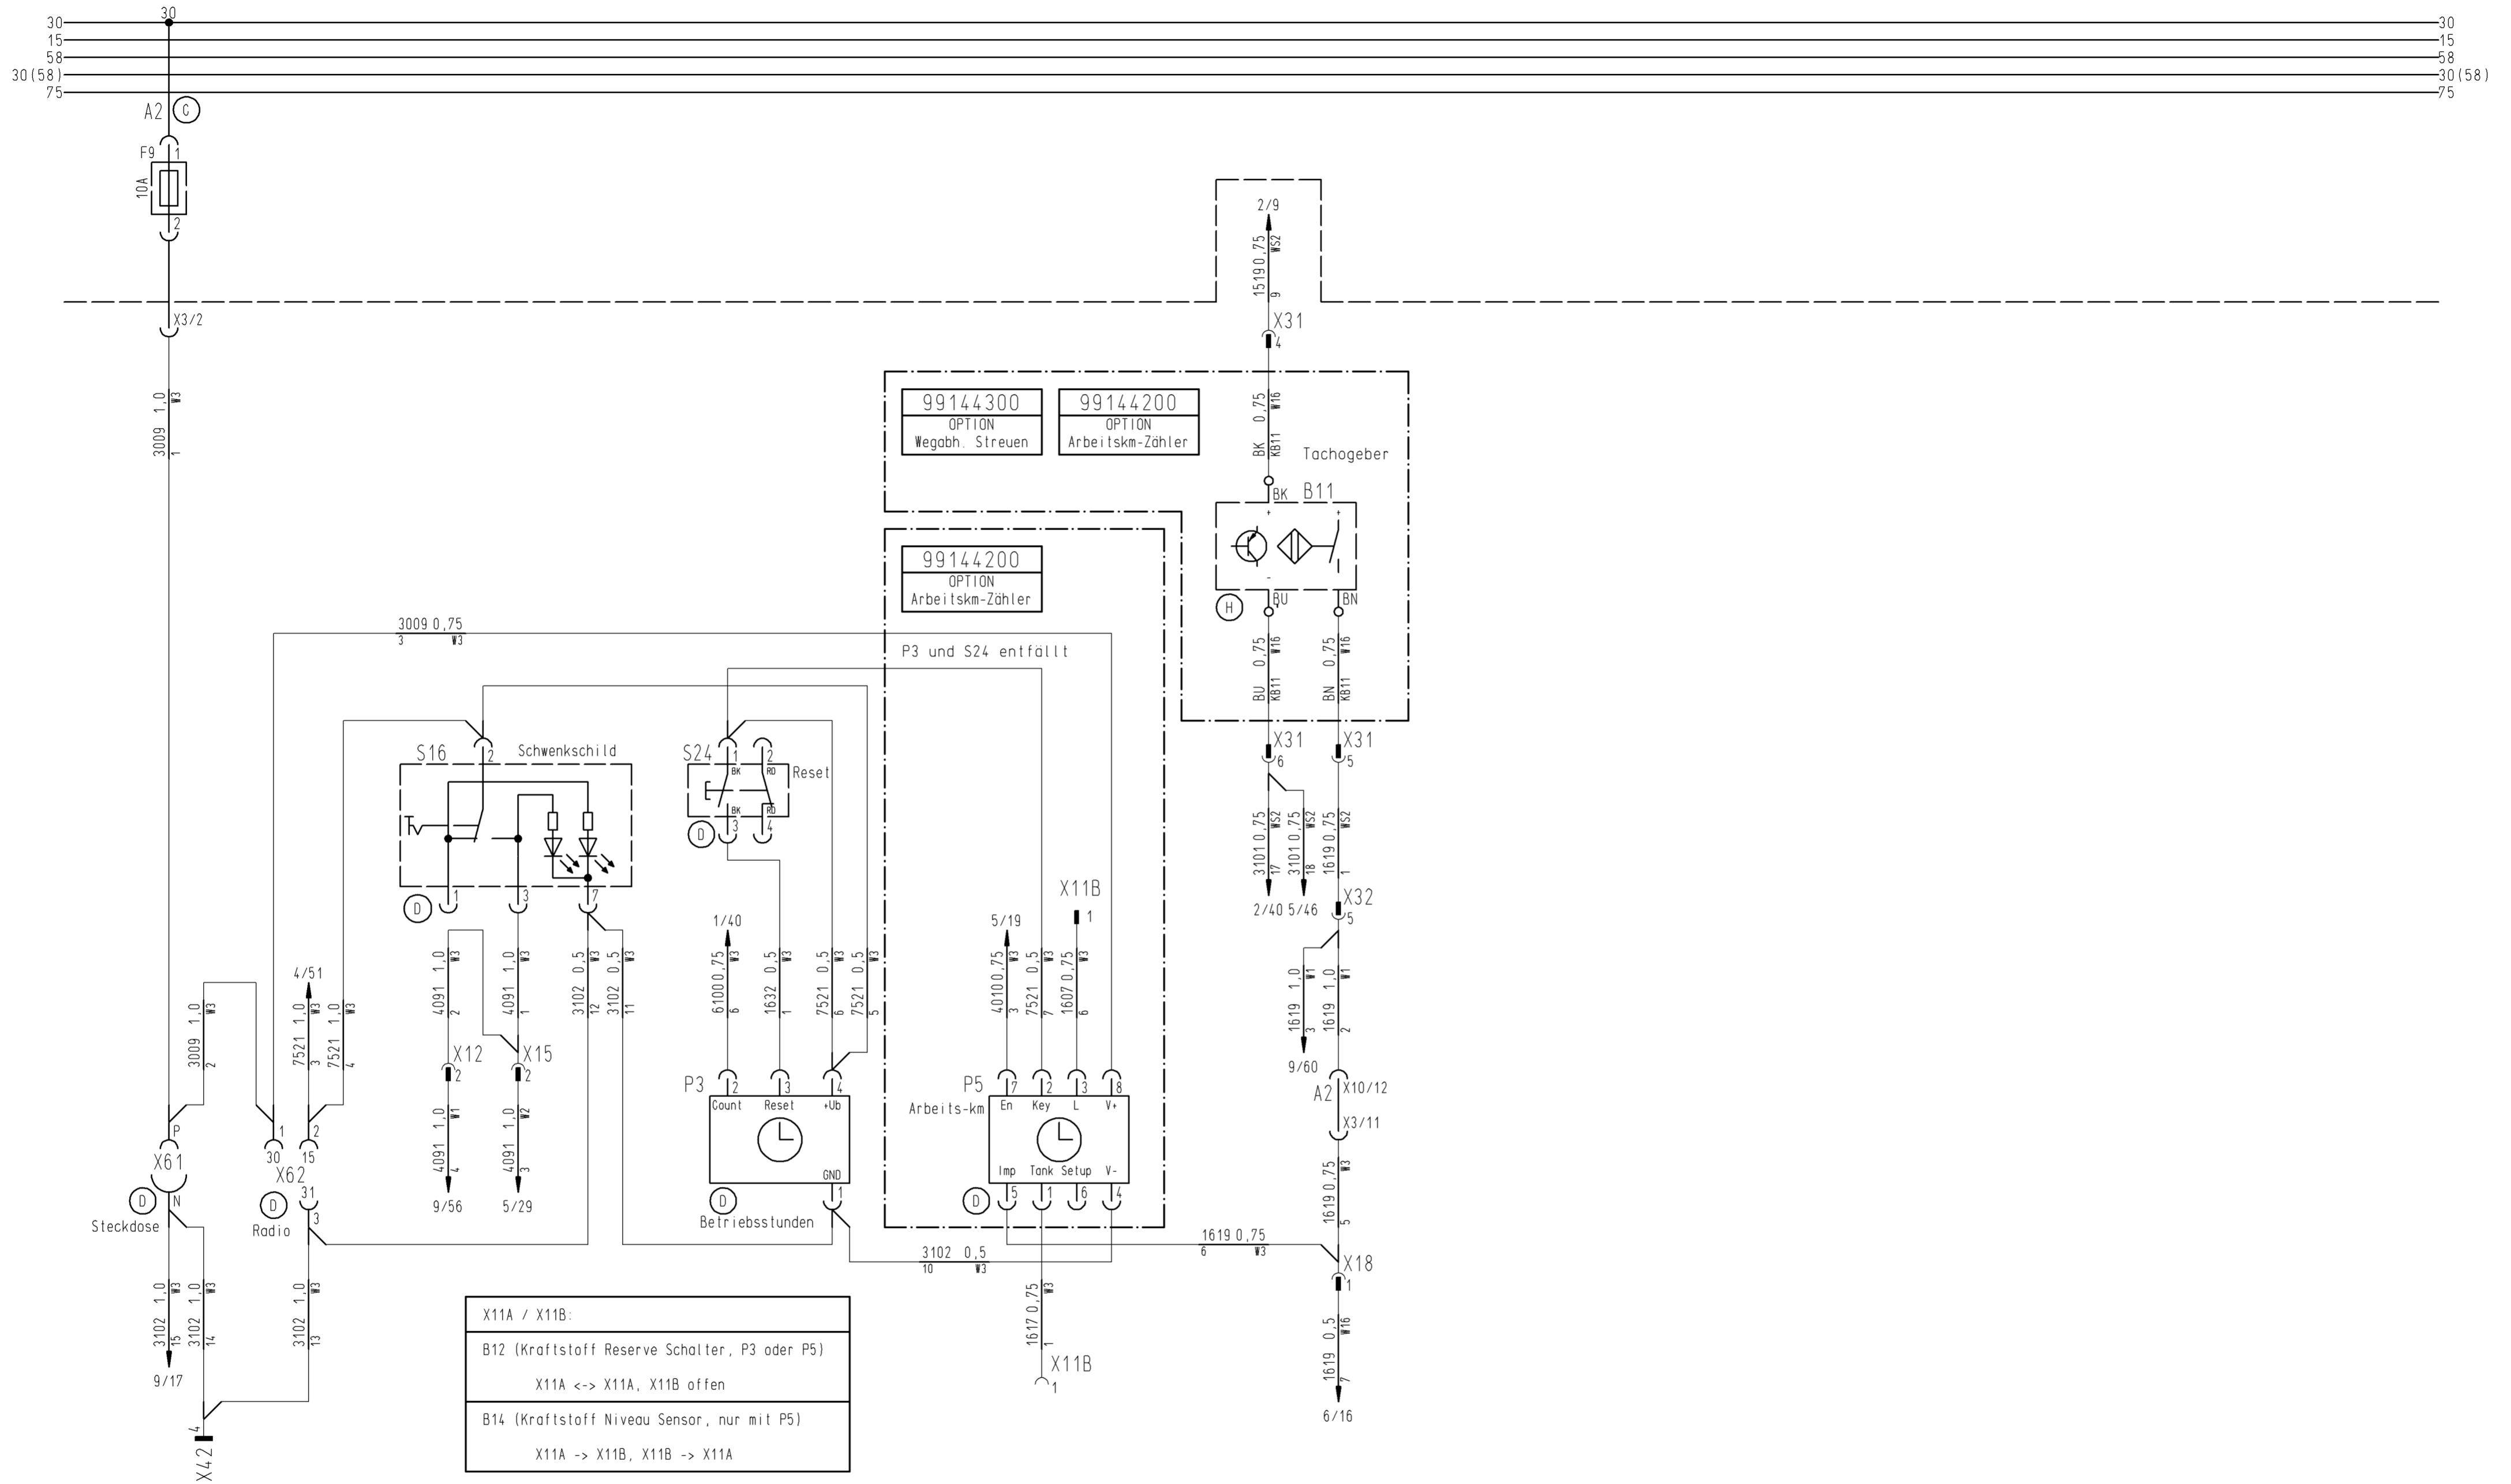 30
30 30
15 15
58 58
30(58) 30(58)
75 75
A2 C
F9 1
10A
2
2/9
1519 0,75 WS2
9
X3/2
X31
4
3009 1,0 W3
1
99144300
OPTION
Wegabh. Streuen
99144200
OPTION
Arbeitskm-Zähler
BK 0,75 W16
KB11
Tachogeber
BK B11
+ +
-
H BU BN
99144200
OPTION
Arbeitskm-Zähler
3009 0,75
3 W3
P3 und S24 entfällt
BU 0,75 W16
KB11
BN 0,75 W16
KB11
S16 2 Schwenkschild
S24 1 2 Reset
BK RD
BK RD
D 3 4
X31 X31
6 5
3101 0,75 WS2
17
3101 0,75 WS2
18
1619 0,75 WS2
1
D 1 3 7
X11B
1
2/40 5/46
X32
5
1/40
5/19
4091 1,0 W3
2
4091 1,0 W3
1
3102 0,5 W3
12
3102 0,5 W3
11
6100 0,75 W3
6
1632 0,5 W3
1
7521 0,5 W3
6
7521 0,5 W3
5
4010 0,75 W3
3
7521 0,5 W3
7
1607 0,75 W3
6
1619 1,0 W1
3
1619 1,0 W1
2
9/60
4/51
3009 1,0 W3
2
7521 1,0 W3
3
7521 1,0 W3
4
X12 X15
2 2
P3 2 3 4
Count Reset +Ub
GND
D 1
Betriebsstunden
P5 7 2 3 8
Arbeits-km En Key L V+
Imp Tank Setup V-
D 5 1 6 4
A2 X10/12
X3/11
4091 1,0 W1
4
4091 1,0 W2
3
9/56 5/29
P 1 2
X61 30 15
X62
D N D 31
Steckdose Radio 3
1619 0,75 W3
5
1619 0,75
6 W3
3102 0,5
10 W3
X18
1
3102 1,0 W3
15
3102 1,0 W3
14
3102 1,0 W3
13
9/17
4
X42
1617 0,75 W3
1
X11B
1
1619 0,5 W16
7
6/16
X11A / X11B:
B12 (Kraftstoff Reserve Schalter, P3 oder P5)
X11A <-> X11A, X11B offen
B14 (Kraftstoff Niveau Sensor, nur mit P5)
X11A -> X11B, X11B -> X11A